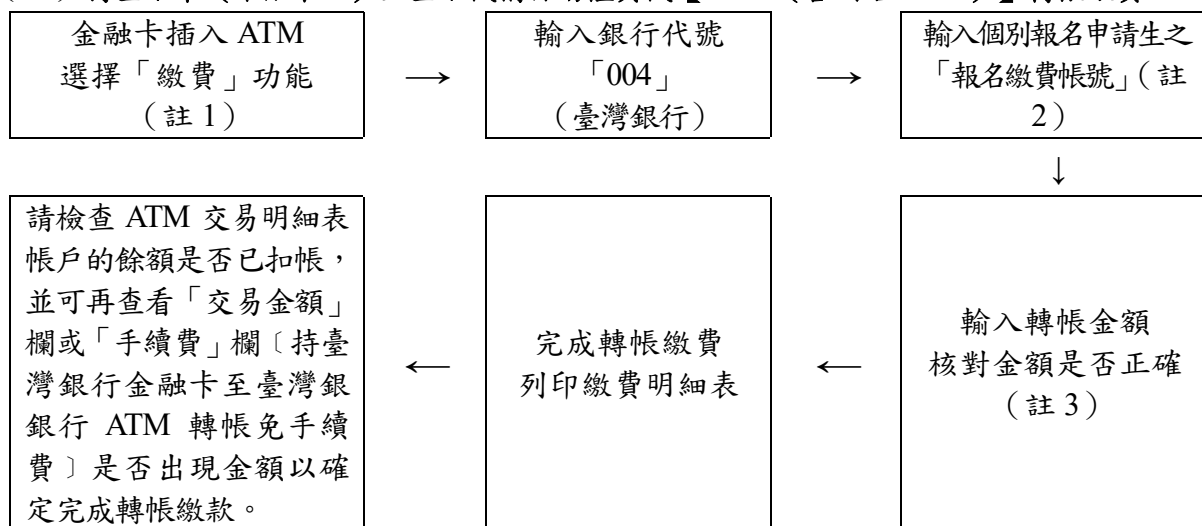 金融卡插入 ATM
選擇「繳費」功能
（註 1）
→
輸入銀行代號
「004」
（臺灣銀行）
→
輸入個別報名申請生之
「報名繳費帳號」（註
2）
↓
輸入轉帳金額
核對金額是否正確
（註 3）
←
完成轉帳繳費
列印繳費明細表
←
請檢查 ATM 交易明細表
帳戶的餘額是否已扣帳，
並可再查看「交易金額」
欄或「手續費」欄〔持臺
灣銀行金融卡至臺灣銀
銀行 ATM 轉帳免手續
費〕是否出現金額以確
定完成轉帳繳款。